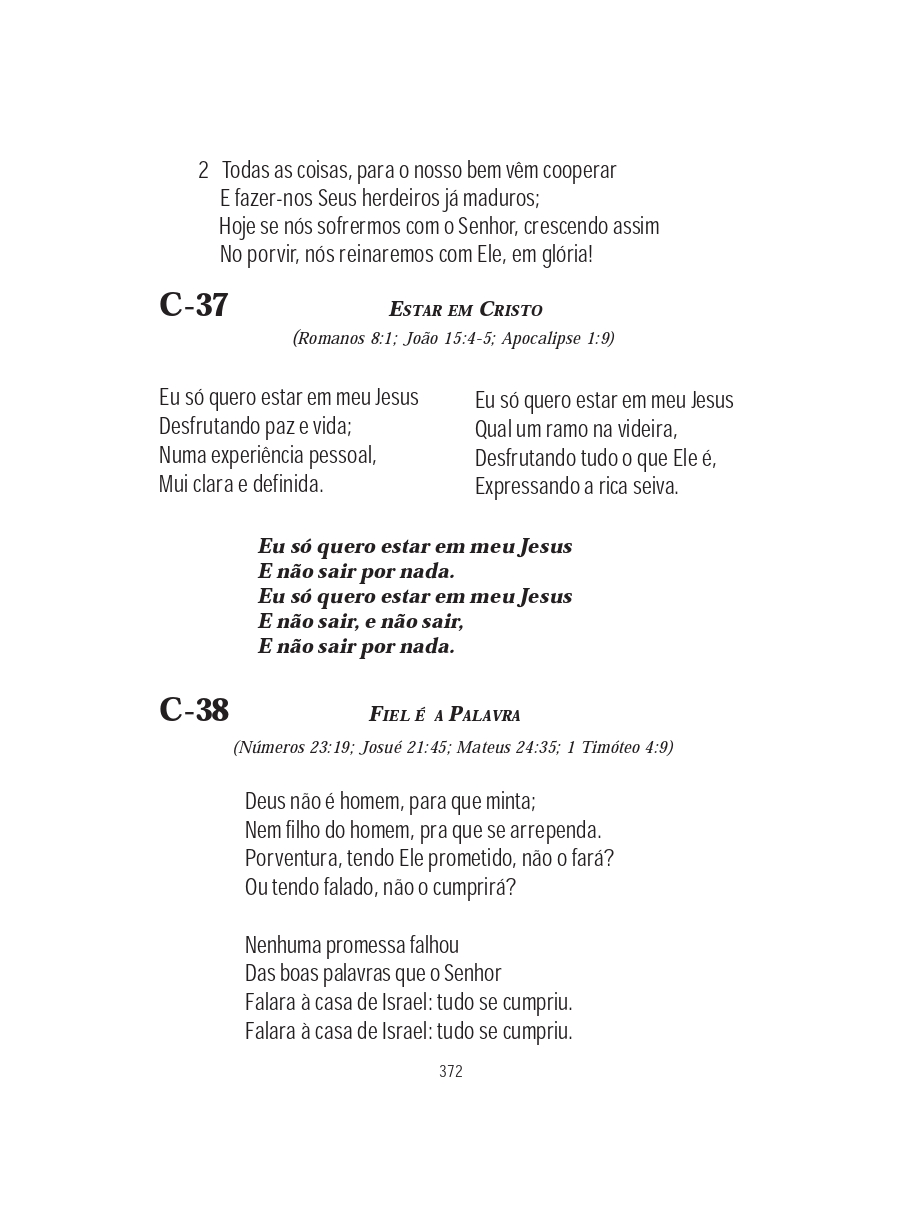 2 Todas as coisas, para o nosso bem vêm cooperar
E fazer-nos Seus herdeiros já maduros;
Hoje se nós sofrermos com o Senhor, crescendo assim
No porvir, nós reinaremos com Ele, em glória!
C-37 Estar em Cristo
(Romanos 8:1; João 15:4-5; Apocalipse 1:9)
Eu só quero estar em meu Jesus
Desfrutando paz e vida;
Numa experiência pessoal,
Mui clara e definida.
Eu só quero estar em meu Jesus
Qual um ramo na videira,
Desfrutando tudo o que Ele é,
Expressando a rica seiva.
Eu só quero estar em meu Jesus
E não sair por nada.
Eu só quero estar em meu Jesus
E não sair, e não sair,
E não sair por nada.
C-38 Fiel é a Palavra
(Números 23:19; Josué 21:45; Mateus 24:35; 1 Timóteo 4:9)
Deus não é homem, para que minta;
Nem filho do homem, pra que se arrependa.
Porventura, tendo Ele prometido, não o fará?
Ou tendo falado, não o cumprirá?
Nenhuma promessa falhou
Das boas palavras que o Senhor
Falara à casa de Israel: tudo se cumpriu.
Falara à casa de Israel: tudo se cumpriu.
372